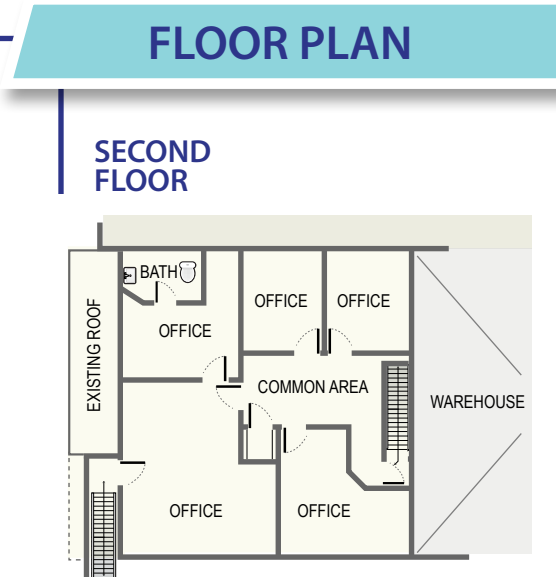 FLOOR PLAN
SECOND
FLOOR
BATH
OFFICE
OFFICE
OFFICE
EXISTING ROOF
COMMON AREA
WAREHOUSE
OFFICE
OFFICE